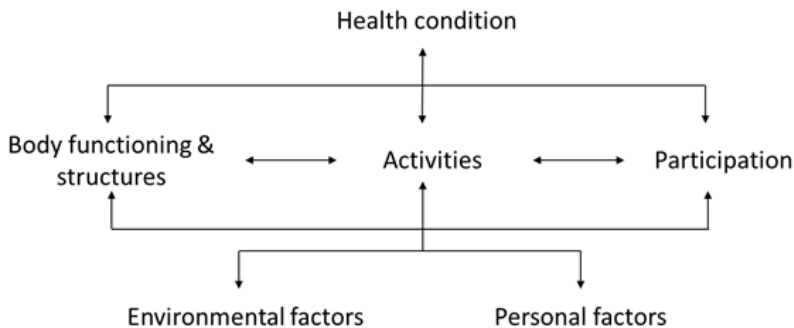 Health condition
Body functioning &
structures
Activities
Participation
Environmental factors
Personal factors